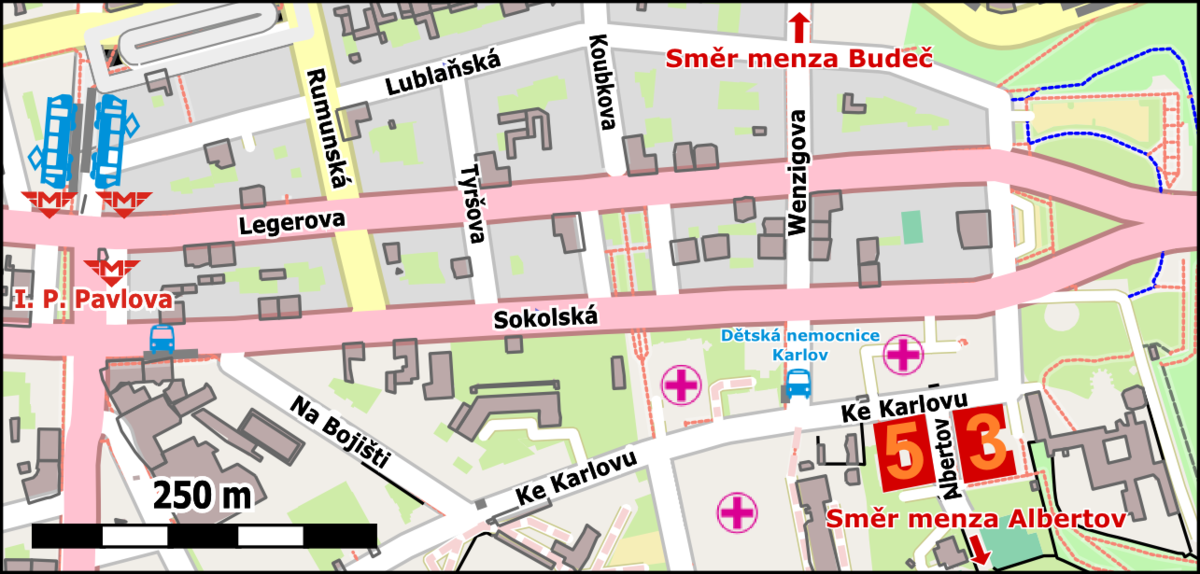 Směr menza Budeč
Lublaňská
Koubkova
Rumunská
Wenzigova
Tyršova
M
M
Legerova
M
I. P. Pavlova
Sokolská
Dětská nemocnice
Karlov
Na Bojišti
Ke Karlovu
5
Albertov
3
Ke Karlovu
250 m
Směr menza Albertov